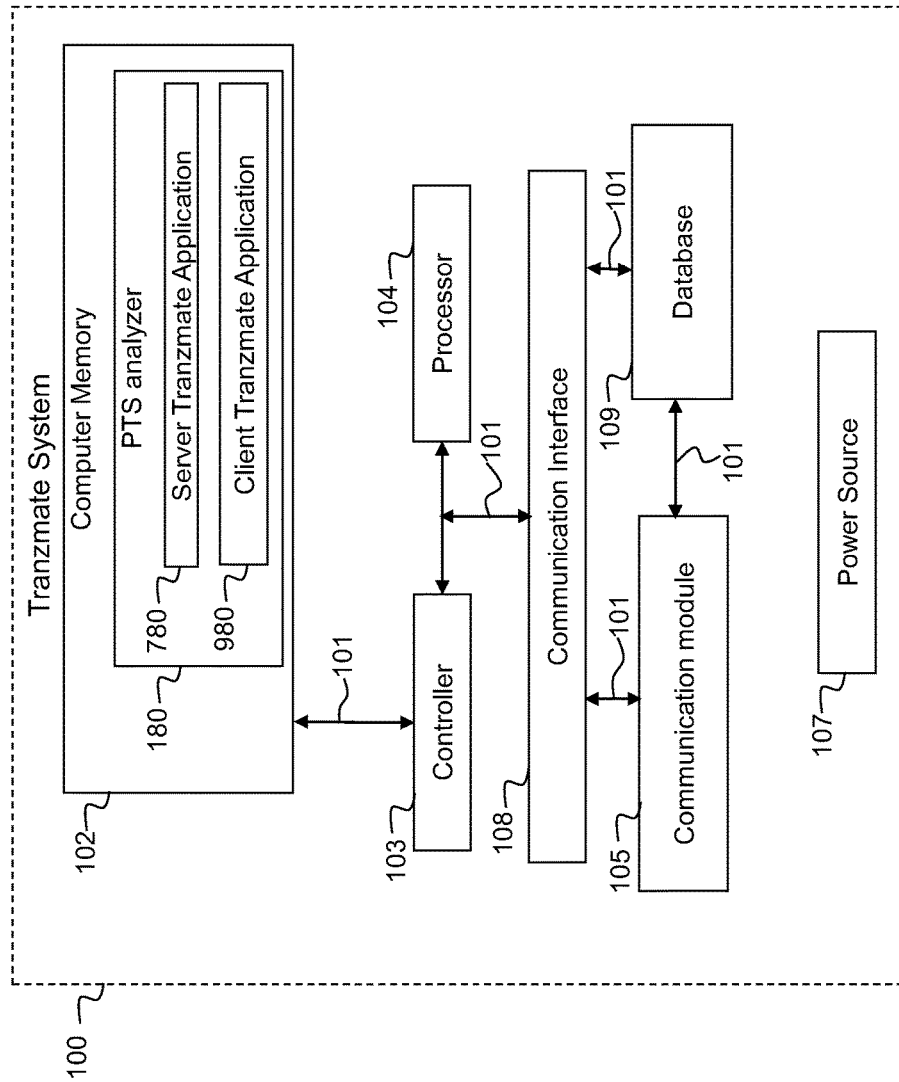 100
Tranzmate System
102
Computer Memory
180
PTS analyzer
780
Server Tranzmate Application
980
Client Tranzmate Application
101
103
Controller
104
Processor
101
108
Communication Interface
101
101
105
Communication module
101
109
Database
107
Power Source